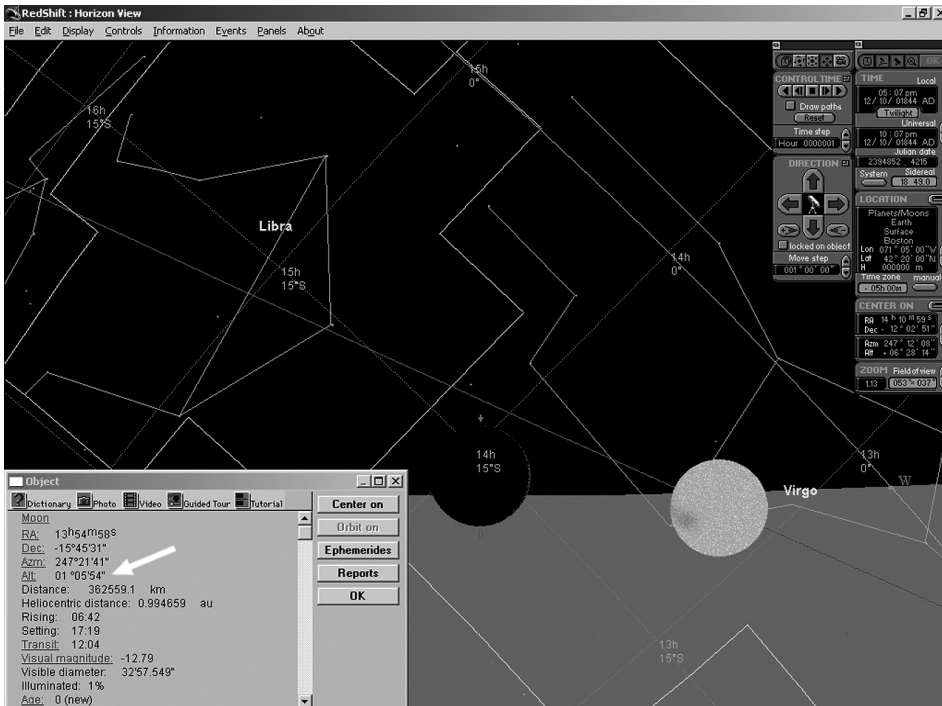 RedShift : Horizon View
File Edit Display Controls Information Events Panels About
15h
0°
16h
15°S
Libra
15h
15°S
14h
0°
14h
15°S
13h
0°
W
Virgo
13h
15°S
CONTROL TIME
Draw paths
Reset
Time step
Hour 0000001
DIRECTION
locked on object
Move step
001° 00' 00"
OK
TIME Local
05 : 07 pm
12/ 10/ 01844 AD
Twilight
Universal
10 : 07 pm
12/ 10/ 01844 AD
Julian date
2394852 , 4215
System Sidereal
18 49.0
LOCATION
Planets/Moons
Earth
Surface
Boston
Lon 071° 05' 00"W
Lat 42° 20' 00"N
H 000000 m
Time zone manual
- 05h 00m
CENTER ON
RA 14 h 10 m 59 s
Dec - 12° 02' 51"
Azm 247° 12' 08"
Alt + 06° 28' 14"
ZOOM Field of view
1.13 053° × 037°
Object
Dictionary Photo Video Guided Tour Tutorial
Moon
RA: 13h54m58s
Dec: -15°45'31"
Azm: 247°21'41"
Alt: 01 °05'54"
Distance: 362559.1 km
Heliocentric distance: 0.994659 au
Rising: 06:42
Setting: 17:19
Transit: 12:04
Visual magnitude: -12.79
Visible diameter: 32'57.549"
Illuminated: 1%
Age: 0 (new)
Center on
Orbit on
Ephemerides
Reports
OK